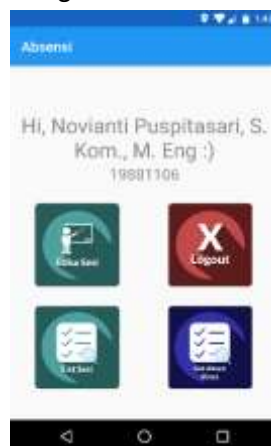 Absensi
Hi, Novianti Puspitasari, S.
Kom., M. Eng :)
19881106
Buka Sesi
Logout
List Sesi